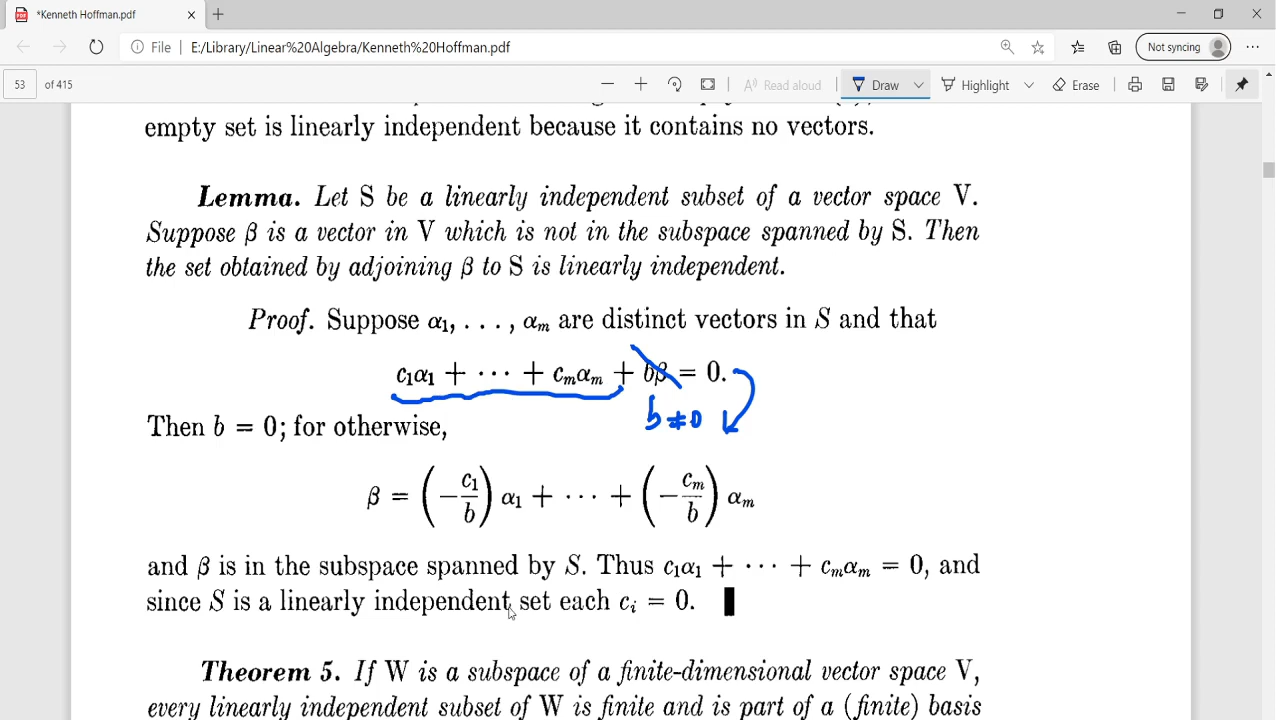 *Kenneth Hoffman.pdf
File E:/Library/Linear%20Algebra/Kenneth%20Hoffman.pdf Not syncing
53 of 415 Read aloud Draw Highlight Erase
empty set is linearly independent because it contains no vectors.
Lemma. Let S be a linearly independent subset of a vector space V.
Suppose β is a vector in V which is not in the subspace spanned by S. Then
the set obtained by adjoining β to S is linearly independent.
Proof. Suppose α₁, . . . , αₘ are distinct vectors in S and that
c₁α₁ + ··· + cₘαₘ + bβ = 0.
b ≠ 0
Then b = 0; for otherwise,
β = (−c₁/b) α₁ + ··· + (−cₘ/b) αₘ
and β is in the subspace spanned by S. Thus c₁α₁ + ··· + cₘαₘ = 0, and
since S is a linearly independent set each cᵢ = 0.
Theorem 5. If W is a subspace of a finite-dimensional vector space V,
every linearly independent subset of W is finite and is part of a (finite) basis